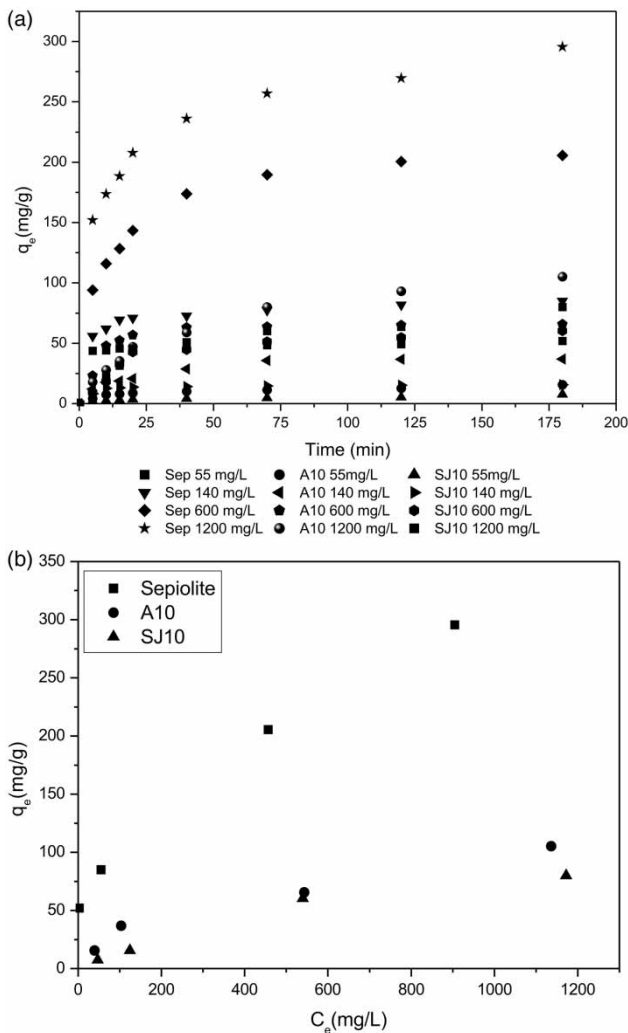 (a)
300
250
200
150
100
50
0
qe(mg/g)
0 25 50 75 100 125 150 175 200
Time (min)
Sep 55 mg/L A10 55mg/L SJ10 55mg/L
Sep 140 mg/L A10 140 mg/L SJ10 140 mg/L
Sep 600 mg/L A10 600 mg/L SJ10 600 mg/L
Sep 1200 mg/L A10 1200 mg/L SJ10 1200 mg/L
(b)
350
300
250
200
150
100
50
0
qe(mg/g)
Sepiolite
A10
SJ10
0 200 400 600 800 1000 1200
Ce(mg/L)